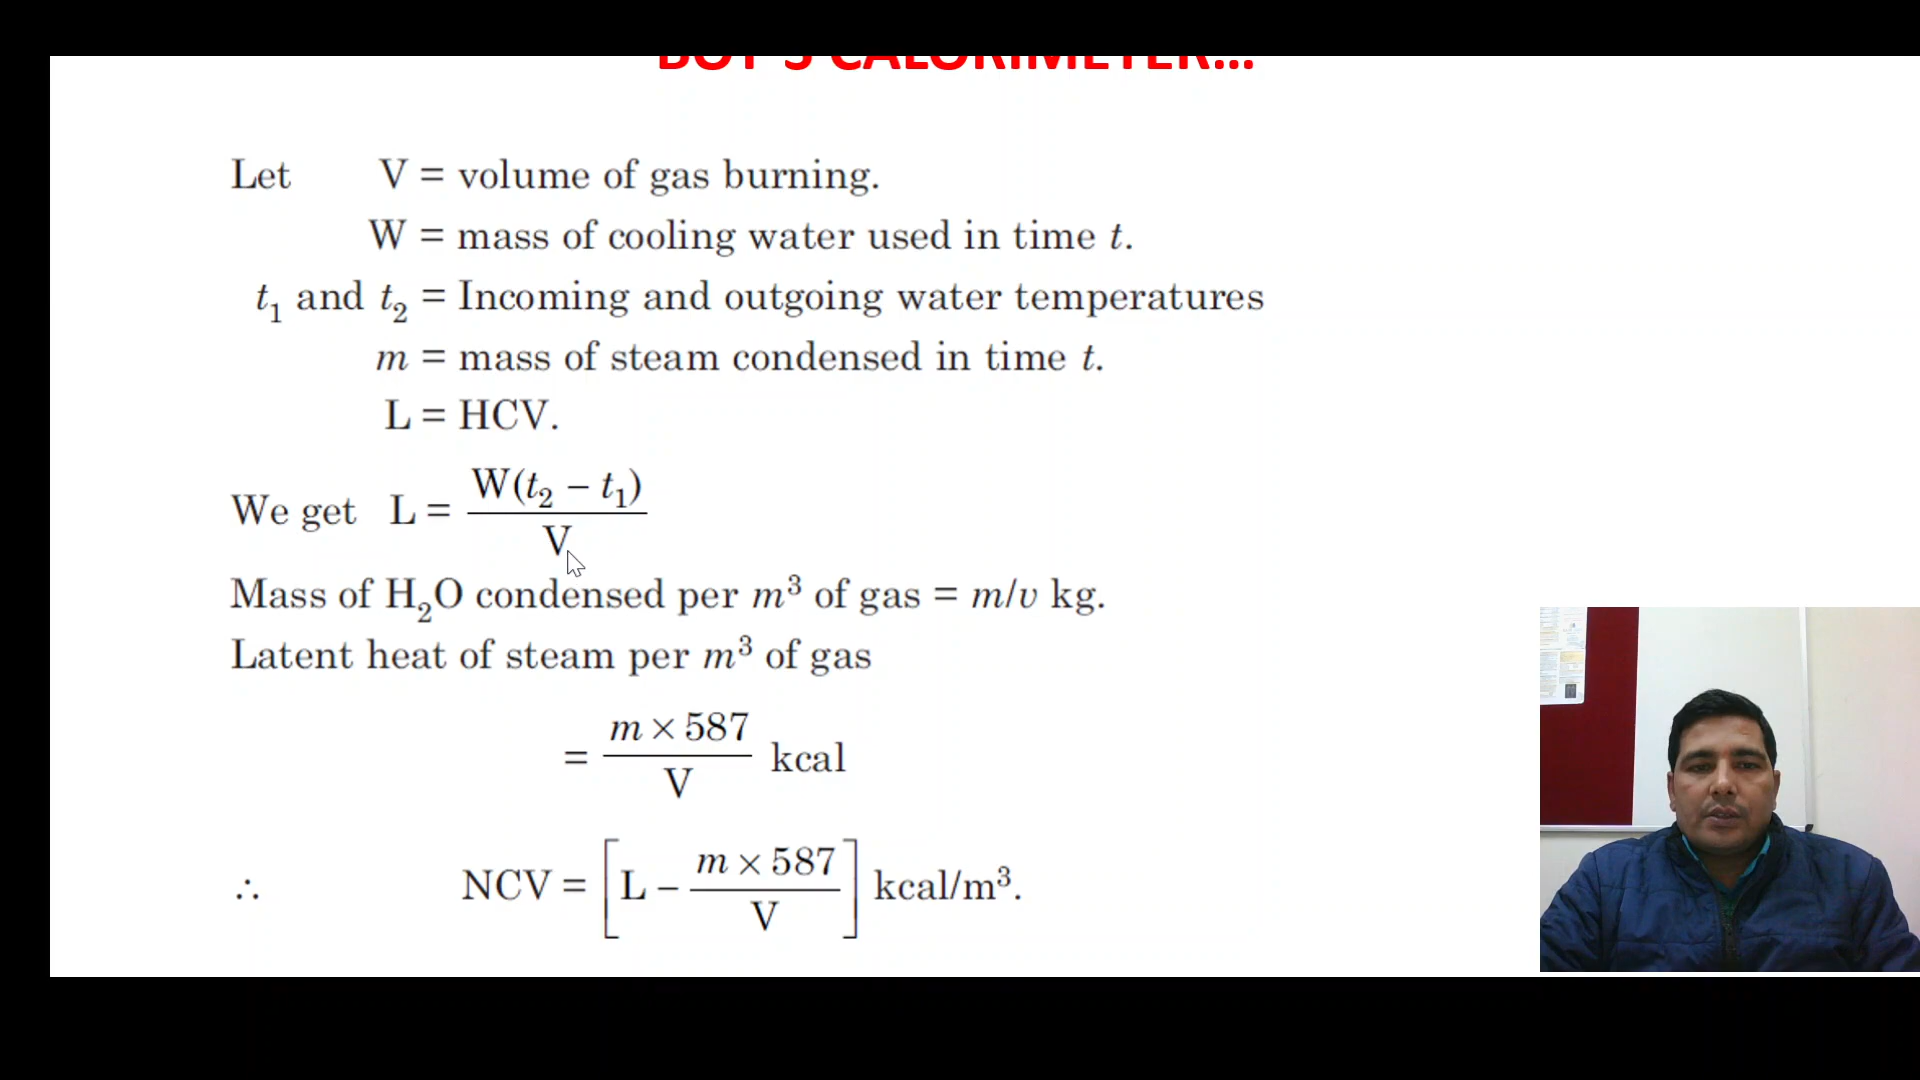 BOY'S CALORIMETER...
Let V = volume of gas burning.
W = mass of cooling water used in time t.
t₁ and t₂ = Incoming and outgoing water temperatures
m = mass of steam condensed in time t.
L = HCV.
We get L = W(t₂ – t₁) / V
Mass of H₂O condensed per m³ of gas = m/v kg.
Latent heat of steam per m³ of gas
= m × 587 / V kcal
∴ NCV = [L – m × 587 / V] kcal/m³.